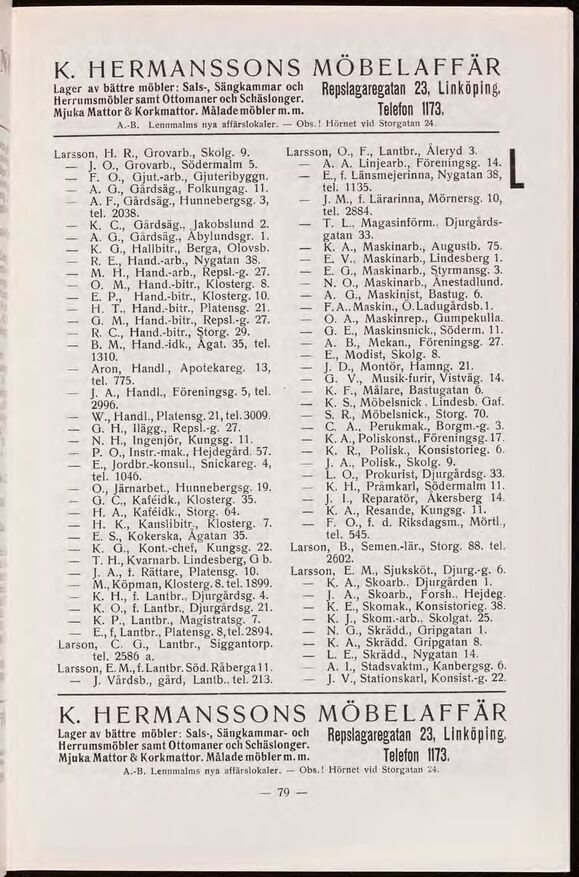 K. HERMANSSONS MÖBELAFFÄR
Lager av bättre möbler: Sals-, Sängkammar och
Herrumsmöbler samt Ottomaner och Schäslonger.
Mjuka Mattor & Korkmattor. Målade möbler m. m.
Repslagaregatan 23, Linköping.
Telefon 1173.
A.-B. Lennmalms nya affärslokaler. — Obs.! Hörnet vid Storgatan 24.
Larsson, H. R., Grovarb., Skolg. 9.
— J. O., Grovarb., Södermalm 5.
— F. O., Gjut.-arb., Gjuteribyggn.
— A. G., Gårdsäg., Folkungag. 11.
— A. F., Gårdsäg., Hunnebergsg. 3,
tel. 2038.
— K. C., Gårdsäg., Jakobslund 2.
— A. G., Gårdsäg., Åbylundsgr. 1.
— K. G., Hallbitr., Berga, Olovsb.
— R. E., Hand.-arb., Nygatan 38.
— M. H., Hand.-arb., Repsl.-g. 27.
— O. M., Hand.-bitr., Klosterg. 8.
— E. P., Hand.-bitr., Klosterg. 10.
— H. T., Hand.-bitr., Platensg. 21.
— G. M., Hand.-bitr., Repsl.-g. 27.
— R. C., Hand.-bitr., Storg. 29.
— B. M., Hand.-idk., Ågat. 35, tel.
1310.
— Aron, Handl., Apotekareg. 13,
tel. 775.
— J. A., Handl., Föreningsg. 5, tel.
2996.
— W., Handl., Platensg. 21, tel. 3009.
— G. H., Ilägg., Repsl.-g. 27.
— N. H., Ingenjör, Kungsg. 11.
— P. O., Instr.-mak., Hejdegård. 57.
— E., Jordbr.-konsul., Snickareg. 4,
tel. 1046.
— O., Järnarbet., Hunnebergsg. 19.
— G. C., Kaféidk., Klosterg. 35.
— H. A., Kaféidk., Storg. 64.
— H. K., Kanslibitr., Klosterg. 7.
— E. S., Kokerska, Ågatan 35.
— K. G., Kont.-chef, Kungsg. 22.
— T. H., Kvarnarb. Lindesberg, G b.
— J. A., f. Rättare, Platensg. 10.
— M., Köpman, Klosterg. 8. tel. 1899.
— K. H., f. Lantbr., Djurgårdsg. 4.
— K. O., f. Lantbr., Djurgårdsg. 21.
— K. P., Lantbr., Magistratsg. 7.
— E., f, Lantbr., Platensg. 8, tel. 2894.
Larson, C. G., Lantbr., Siggantorp.
tel. 2586 a.
Larsson, E. M., f. Lantbr. Söd. Råberga 11.
— J. Vårdsb., gård, Lantb., tel. 213.
Larsson, O., F., Lantbr., Åleryd 3.
— A. A. Linjearb., Föreningsg. 14.
— E., f. Länsmejerinna, Nygatan 38,
tel. 1135.
— J. M., f. Lärarinna, Mörnersg. 10,
tel. 2884.
— T. L., Magasinförm., Djurgårds-
gatan 33.
— K. A., Maskinarb., Augustb. 75.
— E. V., Maskinarb., Lindesberg 1.
— E. G., Maskinarb., Styrmansg. 3.
— N. O., Maskinarb., Ånestadlund.
— A. G., Maskinist, Bastug. 6.
— F. A., Maskin., Ö. Ladugårdsb. 1.
— O. A., Maskinrep., Gumpekulla.
— G. E., Maskinsnick., Söderm. 11.
— A. B., Mekan., Föreningsg. 27.
— E., Modist, Skolg. 8.
— J. D., Montör, Hamng. 21.
— G. V., Musik-furir, Vistväg. 14.
— K. F., Målare, Bastugatan 6.
— K. S., Möbelsnick . Lindesb. Gaf.
— S. R., Möbelsnick., Storg. 70.
— C. A., Perukmak., Borgm.-g. 3.
— K. A., Poliskonst., Föreningsg. 17.
— K. R., Polisk., Konsistorieg. 6.
— J. A., Polisk., Skolg. 9.
— L. O., Prokurist, Djurgårdsg. 33.
— K. H., Pråmkarl, Södermalm 11.
— J. I., Reparatör, Åkersberg 14.
— K. A., Resande, Kungsg. 11.
— F. O., f. d. Riksdagsm., Mörtl.,
tel. 545.
Larson, B., Semen.-lär., Storg. 88. tel.
2602.
Larsson, E. M., Sjuksköt., Djurg.-g. 6.
— K. A., Skoarb., Djurgården 1.
— J. A., Skoarb., Forsh., Hejdeg.
— K. E., Skomak., Konsistorieg. 38.
— K. J., Skom.-arb., Skolgat. 25.
— N. G., Skrädd., Gripgatan 1.
— K. A., Skrädd. Gripgatan 8.
— L. E., Skrädd., Nygatan 14.
— A. I., Stadsvaktm., Kanbergsg. 6.
— J. V., Stationskarl, Konsist.-g. 22.
L
K. HERMANSSONS MÖBELAFFÄR
Lager av bättre möbler: Sals-, Sängkammar- och
Herrumsmöbler samt Ottomaner och Schäslonger.
Mjuka Mattor & Korkmattor. Målade möbler m. m.
Repslagaregatan 23, Linköping.
Telefon 1173.
A.-B. Lennmalms nya affärslokaler. — Obs.! Hörnet vid Storgatan 24.
— 79 —